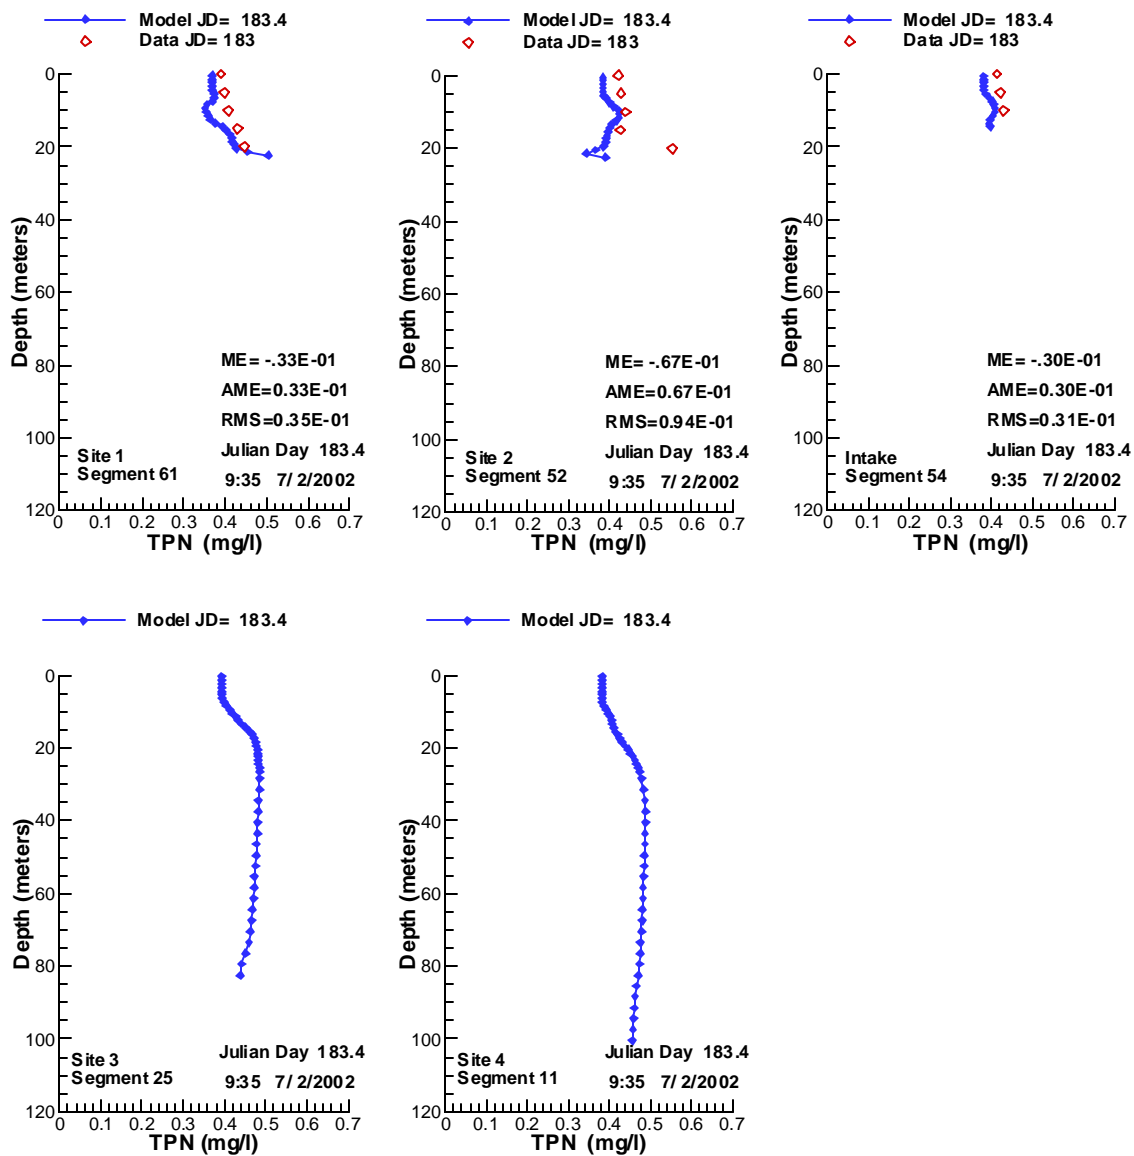 Model JD= 183.4
Data JD= 183
0
20
40
60
80
100
120
Depth (meters)
ME= -.33E-01
AME=0.33E-01
RMS=0.35E-01
Julian Day 183.4
9:35 7/ 2/2002
Site 1
Segment 61
0 0.1 0.2 0.3 0.4 0.5 0.6 0.7
TPN (mg/l)
Model JD= 183.4
Data JD= 183
0
20
40
60
80
100
120
Depth (meters)
ME= -.67E-01
AME=0.67E-01
RMS=0.94E-01
Julian Day 183.4
9:35 7/ 2/2002
Site 2
Segment 52
0 0.1 0.2 0.3 0.4 0.5 0.6 0.7
TPN (mg/l)
Model JD= 183.4
Data JD= 183
0
20
40
60
80
100
120
Depth (meters)
ME= -.30E-01
AME=0.30E-01
RMS=0.31E-01
Julian Day 183.4
9:35 7/ 2/2002
Intake
Segment 54
0 0.1 0.2 0.3 0.4 0.5 0.6 0.7
TPN (mg/l)
Model JD= 183.4
0
20
40
60
80
100
120
Depth (meters)
Julian Day 183.4
9:35 7/ 2/2002
Site 3
Segment 25
0 0.1 0.2 0.3 0.4 0.5 0.6 0.7
TPN (mg/l)
Model JD= 183.4
0
20
40
60
80
100
120
Depth (meters)
Julian Day 183.4
9:35 7/ 2/2002
Site 4
Segment 11
0 0.1 0.2 0.3 0.4 0.5 0.6 0.7
TPN (mg/l)